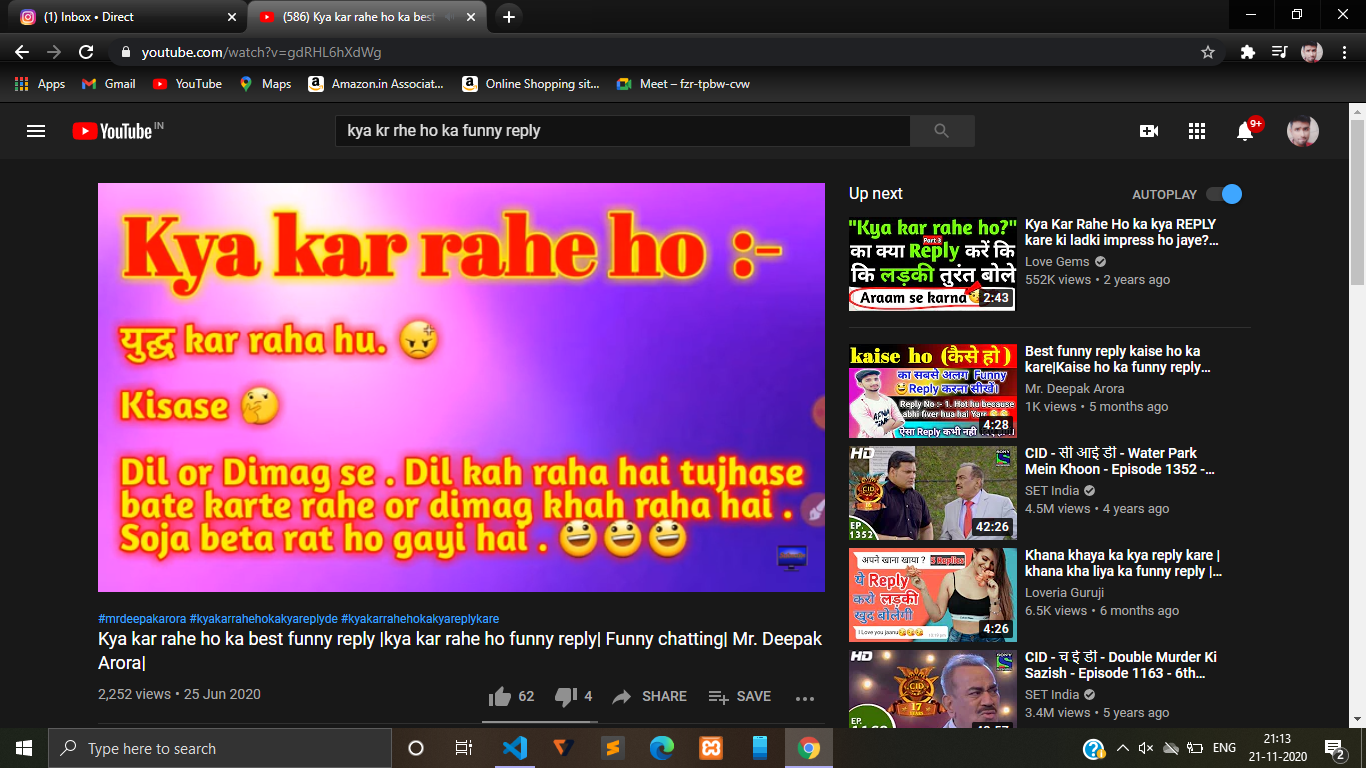 (1) Inbox • Direct
(586) Kya kar rahe ho ka best
youtube.com/watch?v=gdRHL6hXdWg
Apps
Gmail
YouTube
Maps
Amazon.in Associat...
Online Shopping sit...
Meet – fzr-tpbw-cvw
YouTube IN
kya kr rhe ho ka funny reply
9+
Kya kar rahe ho :-
युद्ध kar raha hu.
Kisase
Dil or Dimag se . Dil kah raha hai tujhase
bate karte rahe or dimag khah raha hai .
Soja beta rat ho gayi hai .
#mrdeepakarora #kyakarrahehokakyareplyde #kyakarrahehokakyareplykare
Kya kar rahe ho ka best funny reply |kya kar rahe ho funny reply| Funny chatting| Mr. Deepak
Arora|
2,252 views • 25 Jun 2020
62
4
SHARE
SAVE
Up next
AUTOPLAY
"Kya kar rahe ho?"
Part 3
का क्या Reply करें कि
कि लड़की तुरंत बोले
Araam se karna
2:43
Kya Kar Rahe Ho ka kya REPLY
kare ki ladki impress ho jaye?...
Love Gems
552K views • 2 years ago
kaise ho (कैसे हो)
का सबसे अलग Funny
Reply करना सीखें।
Reply No :- 1. Hot hu because
abhi fiver hua hai Yarr
4:28
Best funny reply kaise ho ka
kare|Kaise ho ka funny reply...
Mr. Deepak Arora
1K views • 5 months ago
HD
EP.
1352
42:26
CID - सी आई डी - Water Park
Mein Khoon - Episode 1352 -...
SET India
4.5M views • 4 years ago
अपने खाना खाया ?
5 Replies
ये Reply
करो लड़की
खुद बोलेगी
I Love you jaanu
4:26
Khana khaya ka kya reply kare |
khana kha liya ka funny reply |...
Loveria Guruji
6.5K views • 6 months ago
HD
CID
17
YEARS
EP.
CID - च ई डी - Double Murder Ki
Sazish - Episode 1163 - 6th...
SET India
3.4M views • 5 years ago
Type here to search
ENG
21:13
21-11-2020
2